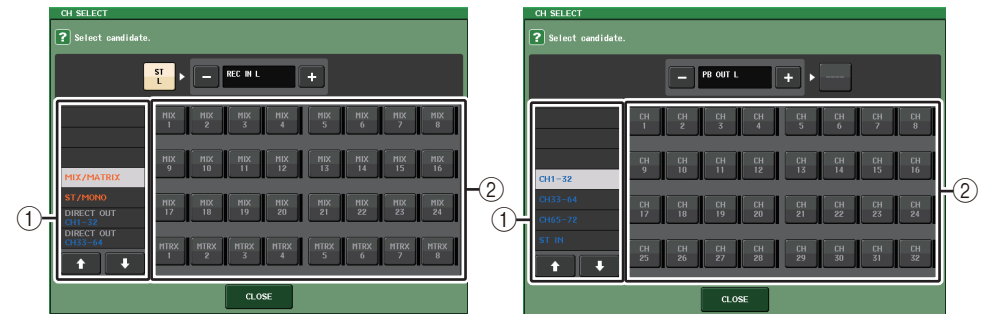 CH SELECT
? Select candidate.
ST L − REC IN L +
MIX 1 MIX 2 MIX 3 MIX 4 MIX 5 MIX 6 MIX 7 MIX 8
MIX 9 MIX 10 MIX 11 MIX 12 MIX 13 MIX 14 MIX 15 MIX 16
MIX/MATRIX
ST/MONO
MIX 17 MIX 18 MIX 19 MIX 20 MIX 21 MIX 22 MIX 23 MIX 24
DIRECT OUT
CH1-32
DIRECT OUT
CH33-64
MTRX 1 MTRX 2 MTRX 3 MTRX 4 MTRX 5 MTRX 6 MTRX 7 MTRX 8
CLOSE
①
②
CH SELECT
? Select candidate.
− PB OUT L + ----
CH 1 CH 2 CH 3 CH 4 CH 5 CH 6 CH 7 CH 8
CH 9 CH 10 CH 11 CH 12 CH 13 CH 14 CH 15 CH 16
CH1-32
CH33-64
CH 17 CH 18 CH 19 CH 20 CH 21 CH 22 CH 23 CH 24
CH65-72
ST IN
CH 25 CH 26 CH 27 CH 28 CH 29 CH 30 CH 31 CH 32
CLOSE
①
②